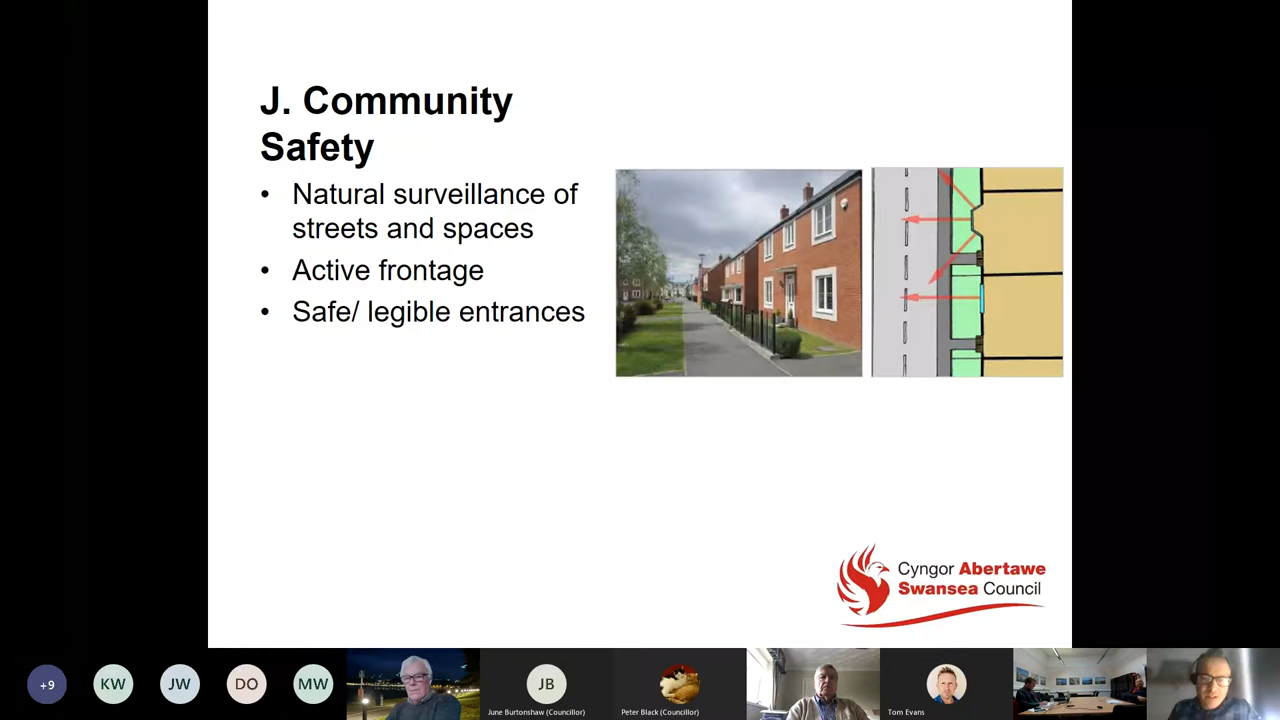 J. Community
Safety
• Natural surveillance of
streets and spaces
• Active frontage
• Safe/ legible entrances
Cyngor Abertawe
Swansea Council
+9
KW
JW
DO
MW
JB
June Burtonshaw (Councillor)
Peter Black (Councillor)
Tom Evans